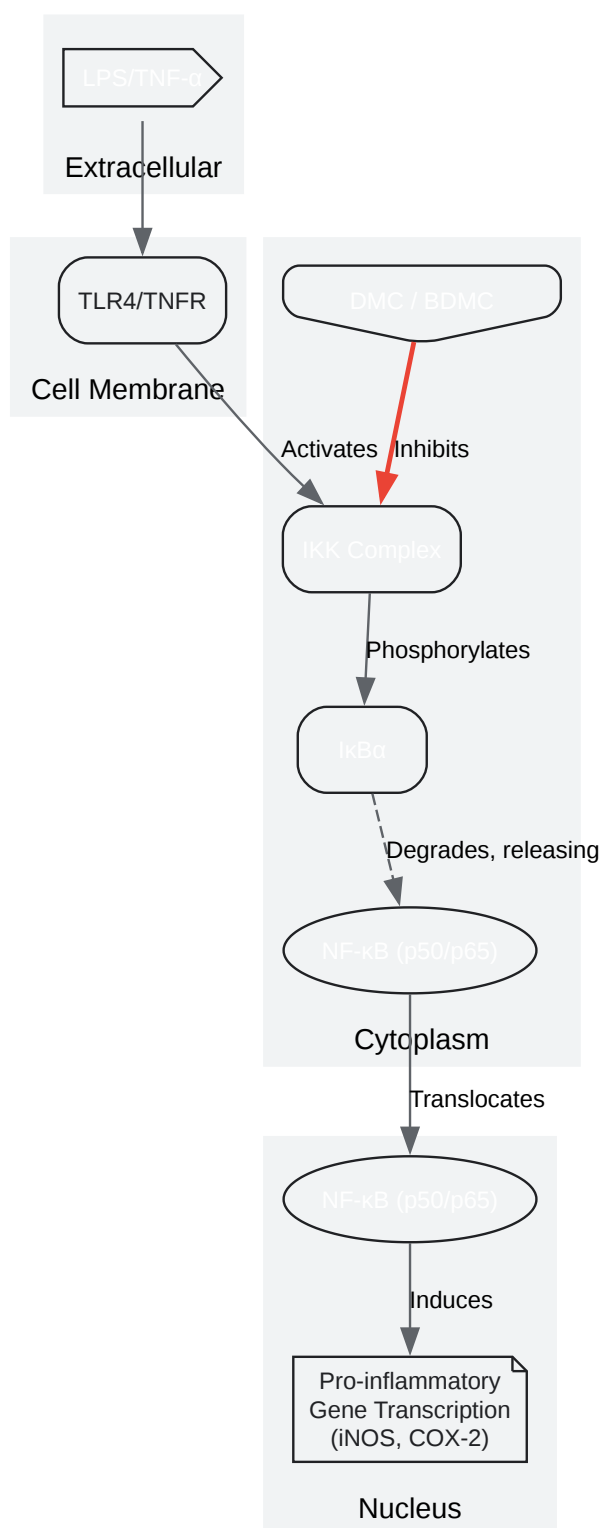 LPS/TNF-α
Extracellular
TLR4/TNFR
DMC / BDMC
Cell Membrane
Activates
Inhibits
IKK Complex
Phosphorylates
IκBα
Degrades, releasing
NF-κB (p50/p65)
Cytoplasm
Translocates
NF-κB (p50/p65)
Induces
Pro-inflammatory
Gene Transcription
(iNOS, COX-2)
Nucleus